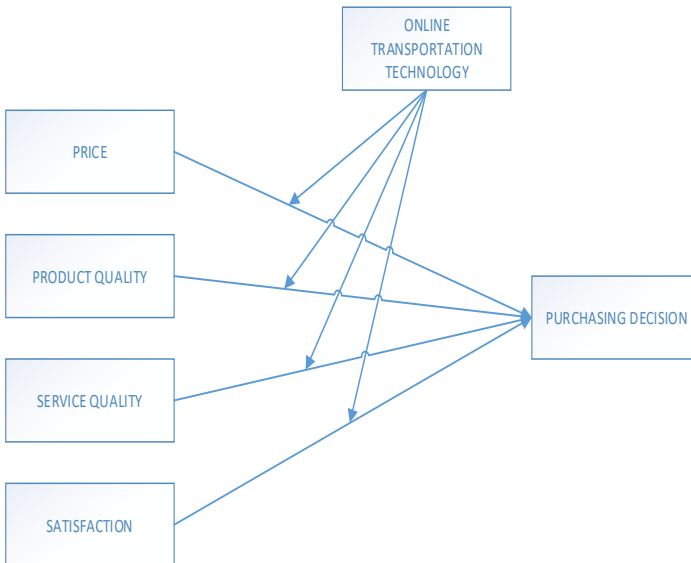 ONLINE
TRANSPORTATION
TECHNOLOGY
PRICE
PRODUCT QUALITY
PURCHASING DECISION
SERVICE QUALITY
SATISFACTION